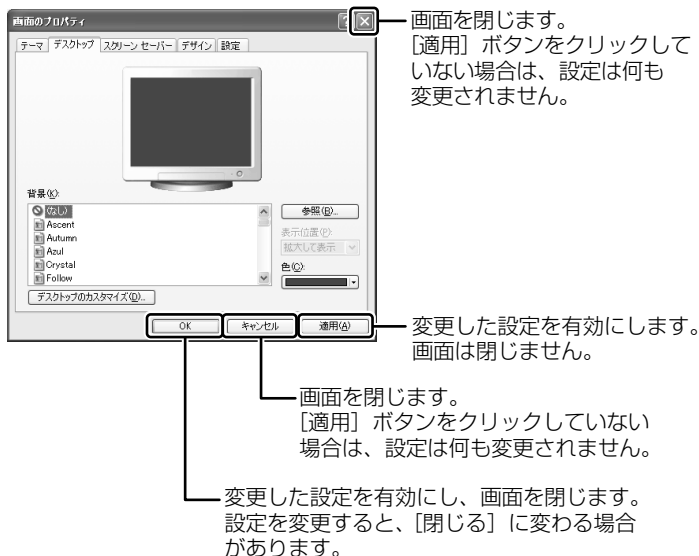 画面のプロパティ
テーマ デスクトップ スクリーン セーバー デザイン 設定
背景(K):
(なし)
Ascent
Autumn
Azul
Crystal
Follow
参照(B)...
表示位置(P):
拡大して表示
色(C):
デスクトップのカスタマイズ(D)...
OK キャンセル 適用(A)
画面を閉じます。
［適用］ボタンをクリックして
いない場合は、設定は何も
変更されません。
変更した設定を有効にします。
画面は閉じません。
画面を閉じます。
［適用］ボタンをクリックしていない
場合は、設定は何も変更されません。
変更した設定を有効にし、画面を閉じます。
設定を変更すると、［閉じる］に変わる場合
があります。